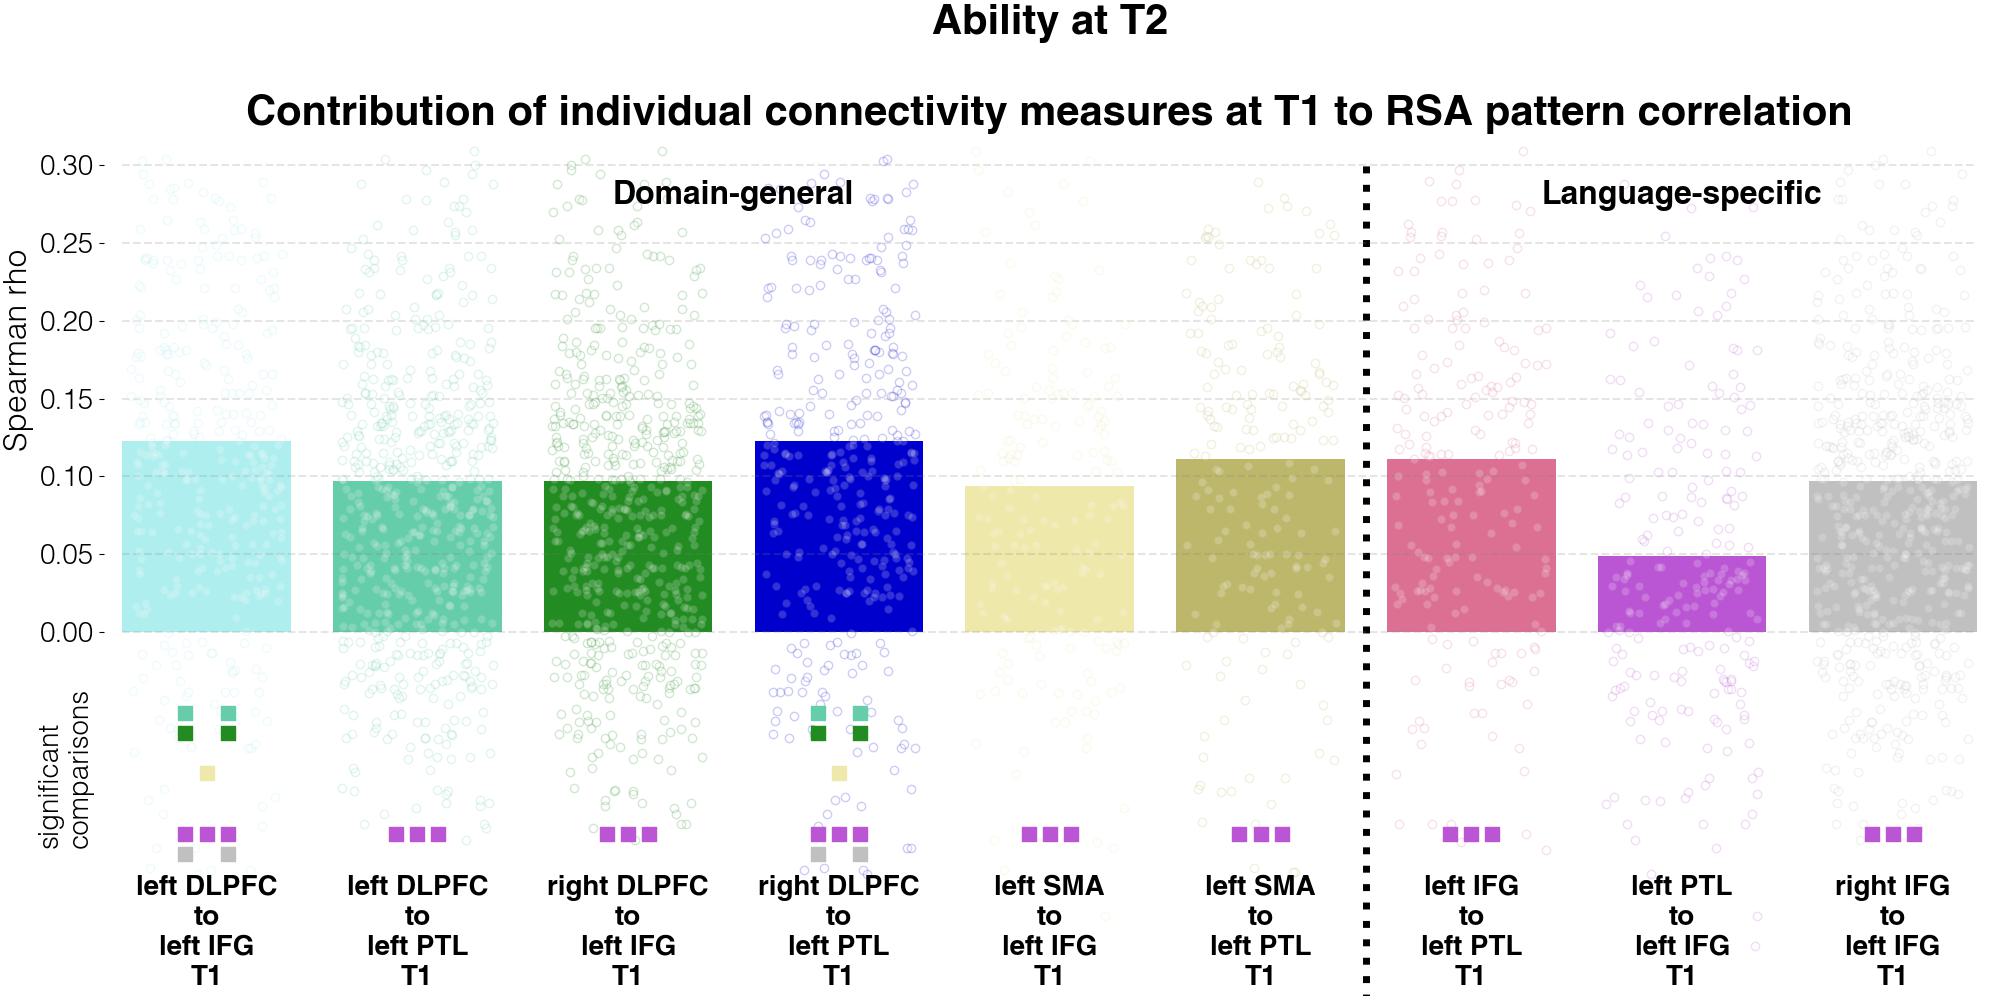 Ability at T2
Contribution of individual connectivity measures at T1 to RSA pattern correlation
Domain-general
Language-specific
Spearman rho
0.30
0.25
0.20
0.15
0.10
0.05
0.00
significant
comparisons
left DLPFC
to
left IFG
T1
left DLPFC
to
left PTL
T1
right DLPFC
to
left IFG
T1
right DLPFC
to
left PTL
T1
left SMA
to
left IFG
T1
left SMA
to
left PTL
T1
left IFG
to
left PTL
T1
left PTL
to
left IFG
T1
right IFG
to
left IFG
T1